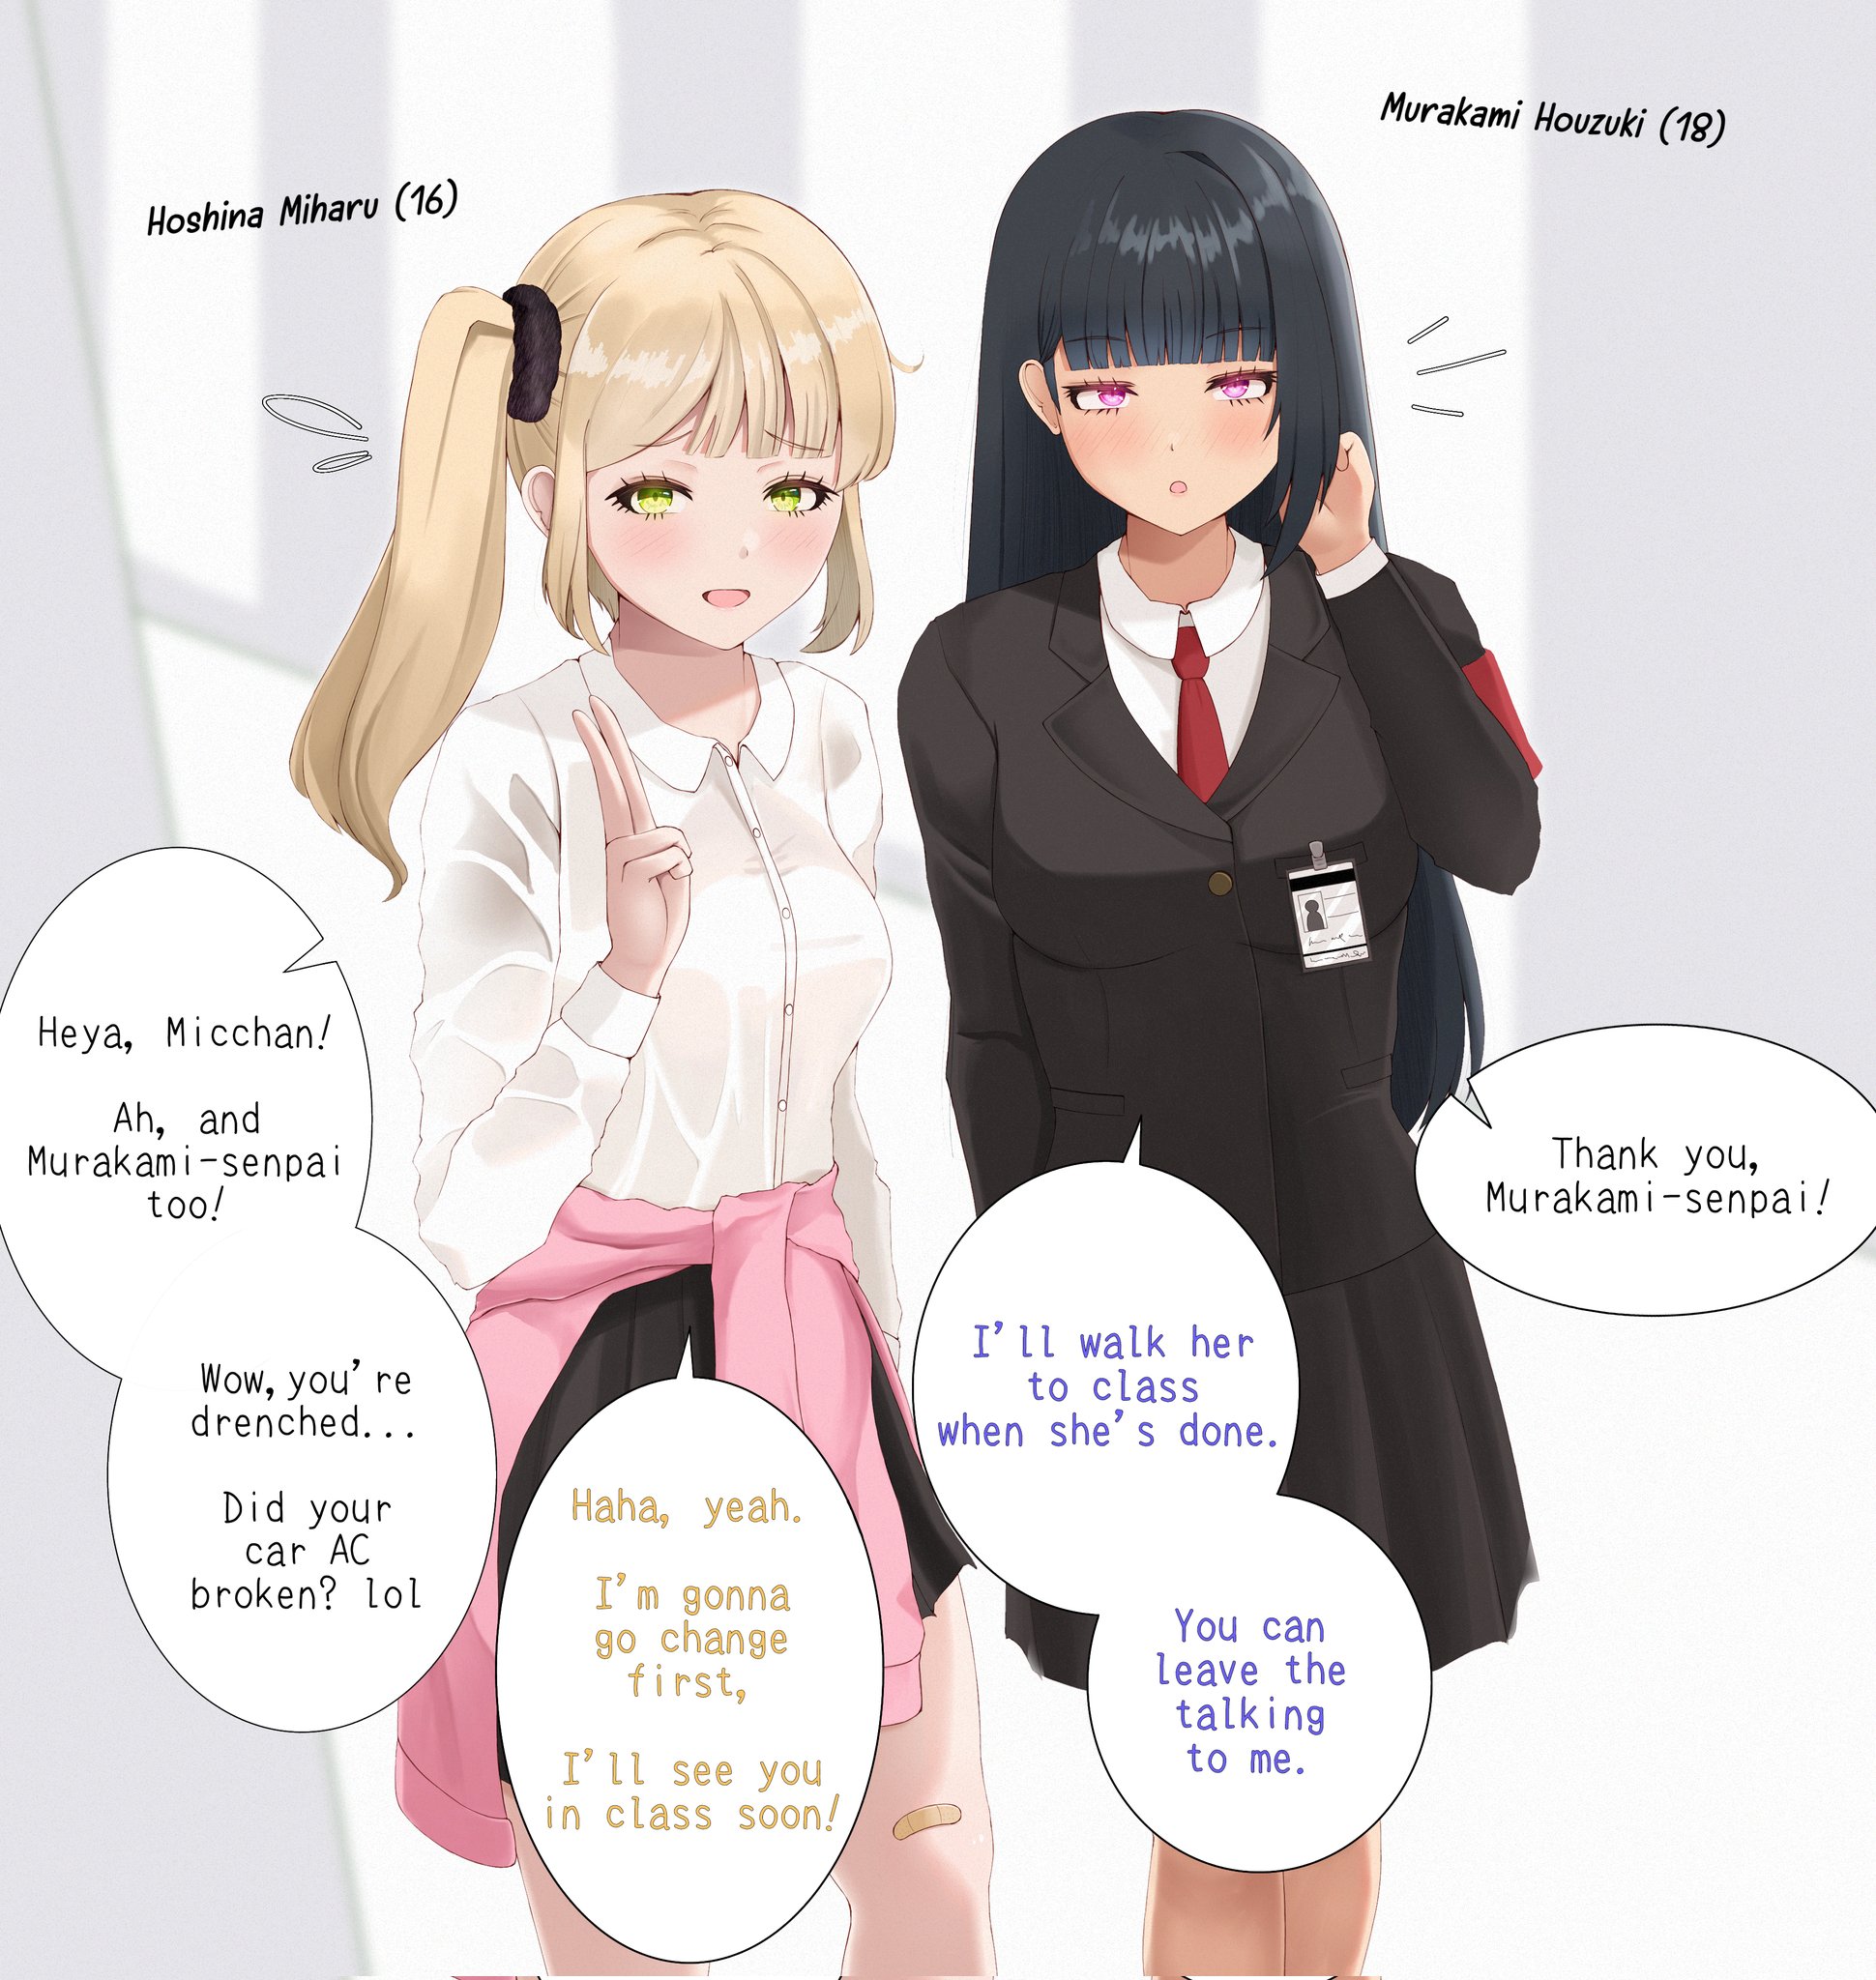 Murakami Houzuki (18)
Hoshina Miharu (16)
Heya, Micchan!
Ah, and
Murakami-senpai
too!
Wow, you're
drenched...
Did your
car AC
broken? lol
Haha, yeah.
I'm gonna
go change
first,
I'll see you
in class soon!
I'll walk her
to class
when she's done.
You can
leave the
talking
to me.
Thank you,
Murakami-senpai!